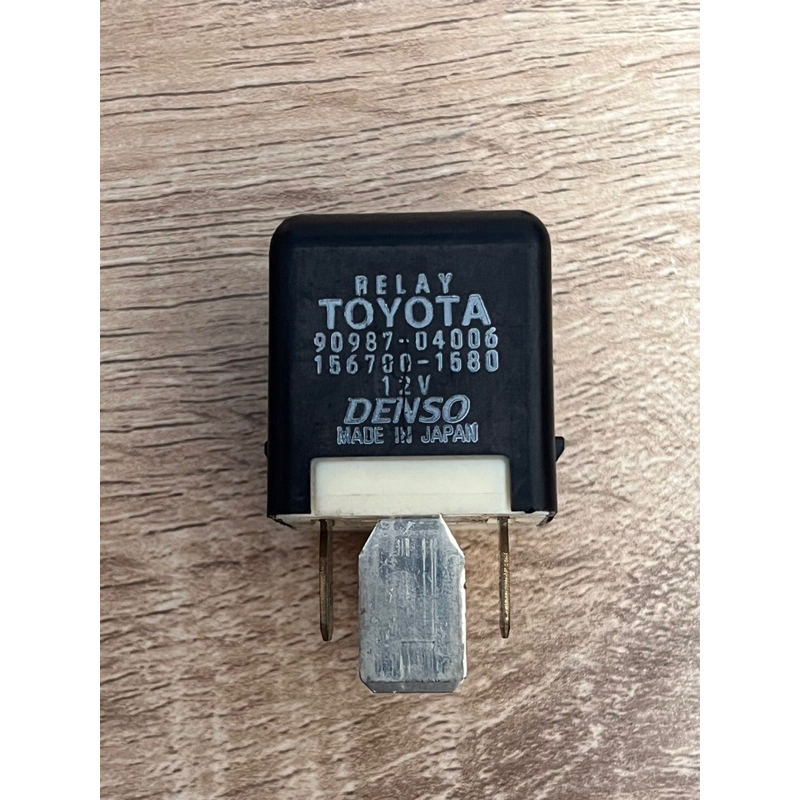 RELAY
TOYOTA
90987-04006
156700-1580
12V
DENSO
MADE IN JAPAN